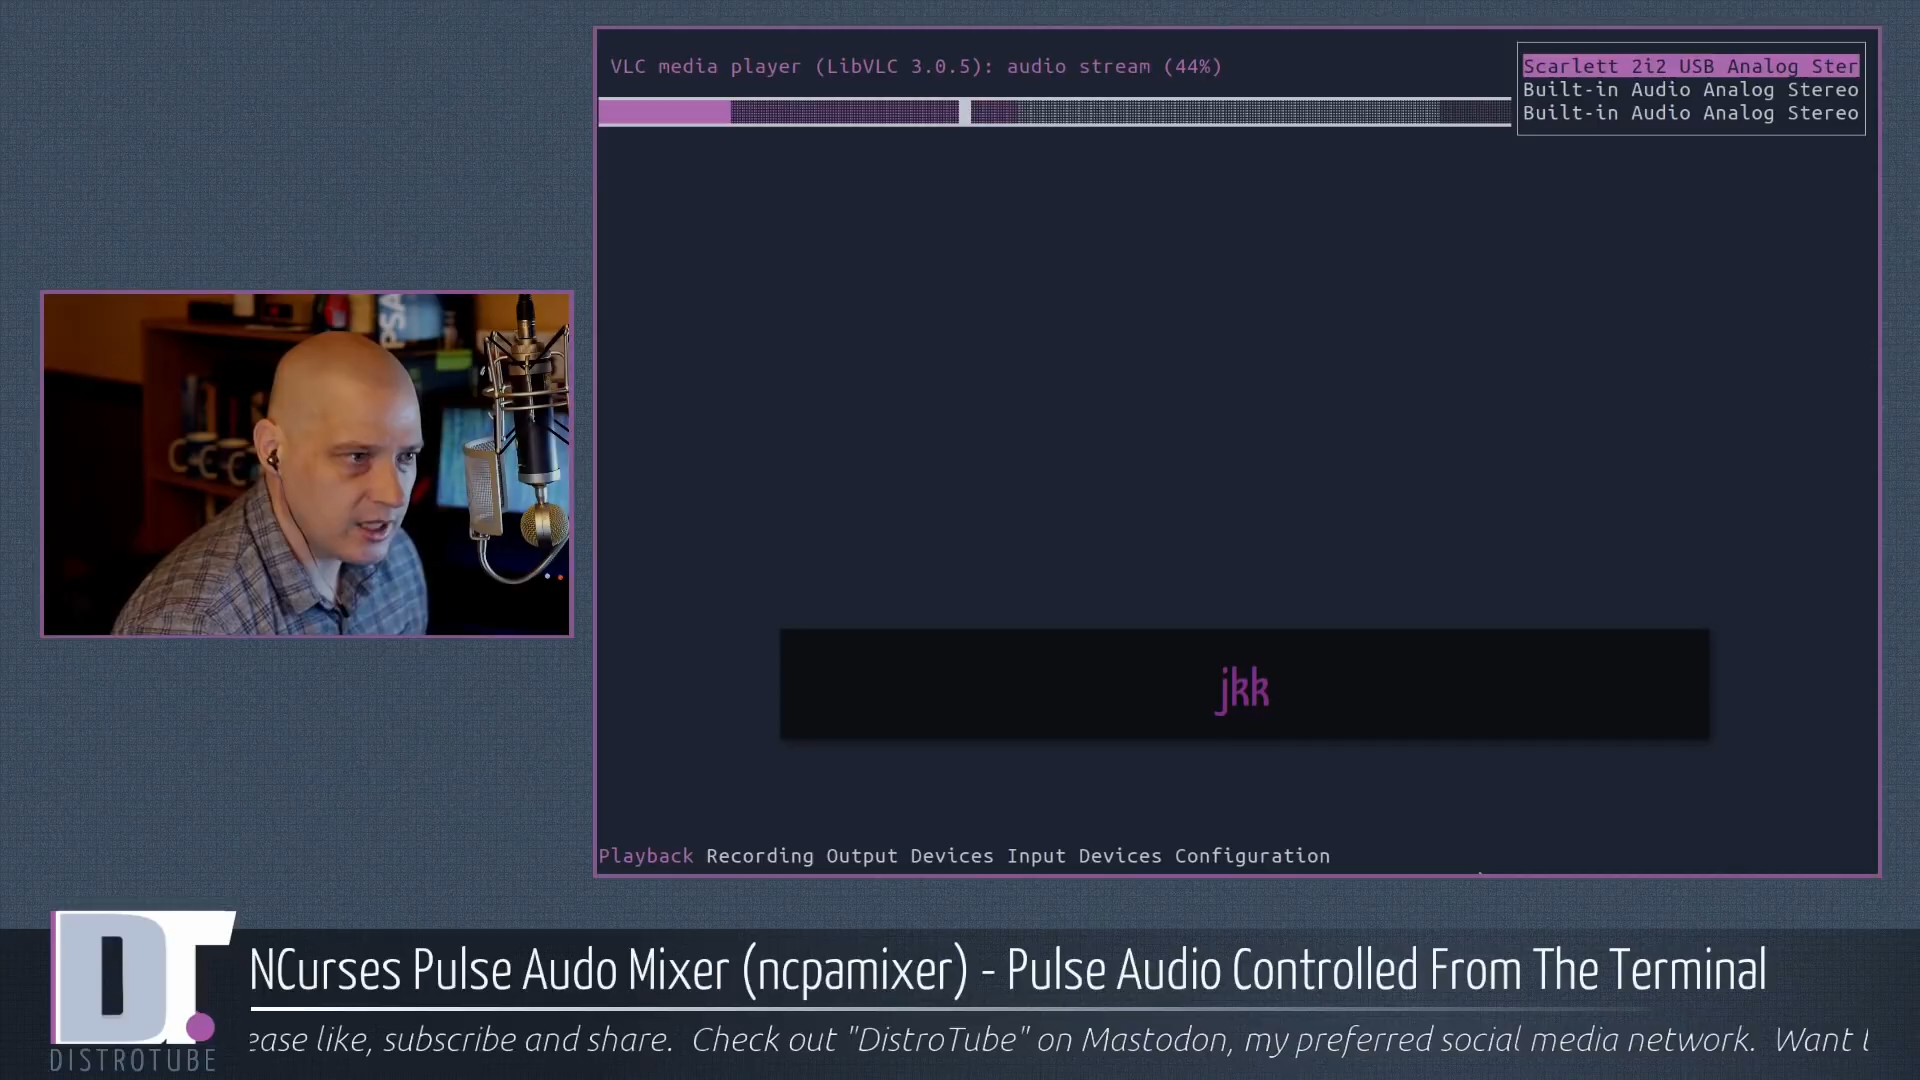 VLC media player (LibVLC 3.0.5): audio stream (44%)
Scarlett 2i2 USB Analog Ster
Built-in Audio Analog Stereo
Built-in Audio Analog Stereo
PSA
jkk
Playback Recording Output Devices Input Devices Configuration
DT
DISTROTUBE
NCurses Pulse Audo Mixer (ncpamixer) - Pulse Audio Controlled From The Terminal
ease like, subscribe and share. Check out "DistroTube" on Mastodon, my preferred social media network. Want